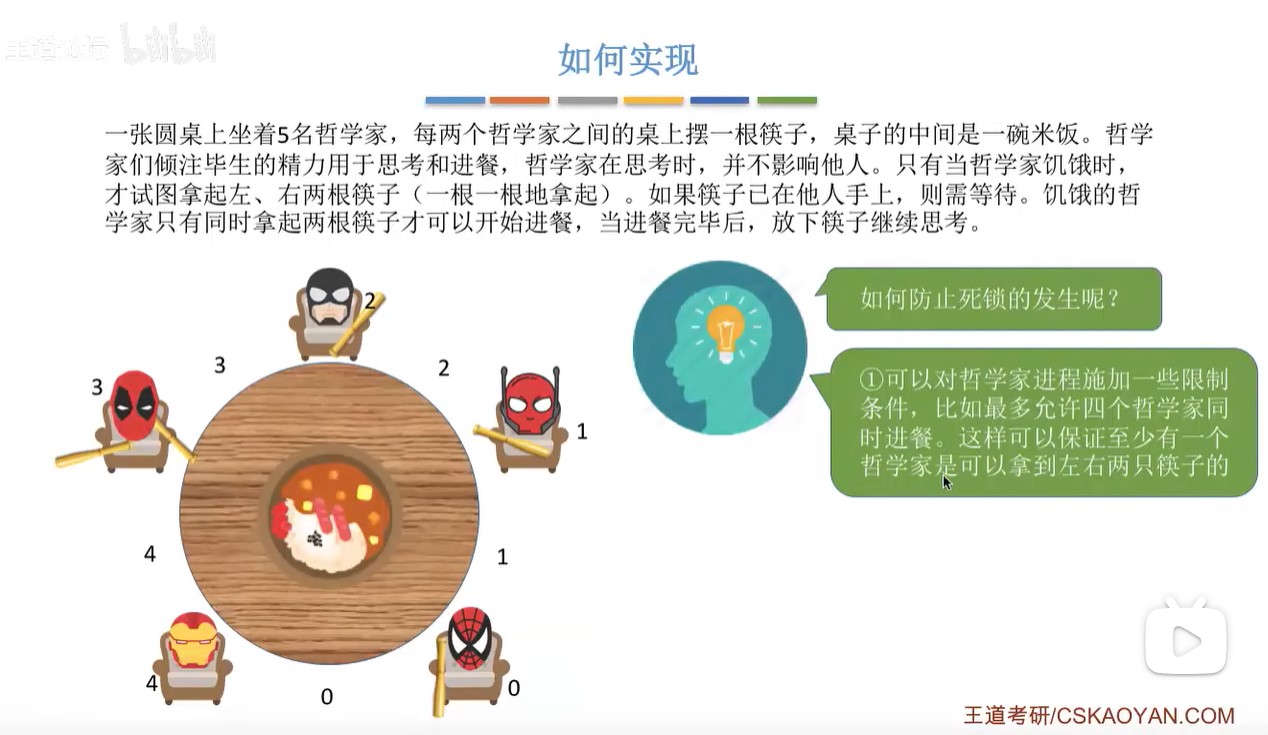 王道论坛 bilibili
如何实现
一张圆桌上坐着5名哲学家，每两个哲学家之间的桌上摆一根筷子，桌子的中间是一碗米饭。哲学
家们倾注毕生的精力用于思考和进餐，哲学家在思考时，并不影响他人。只有当哲学家饥饿时，
才试图拿起左、右两根筷子（一根一根地拿起）。如果筷子已在他人手上，则需等待。饥饿的哲
学家只有同时拿起两根筷子才可以开始进餐，当进餐完毕后，放下筷子继续思考。
如何防止死锁的发生呢？
①可以对哲学家进程施加一些限制
条件，比如最多允许四个哲学家同
时进餐。这样可以保证至少有一个
哲学家是可以拿到左右两只筷子的
2
3
2
3
1
4
1
4
0
0
王道考研/CSKAOYAN.COM